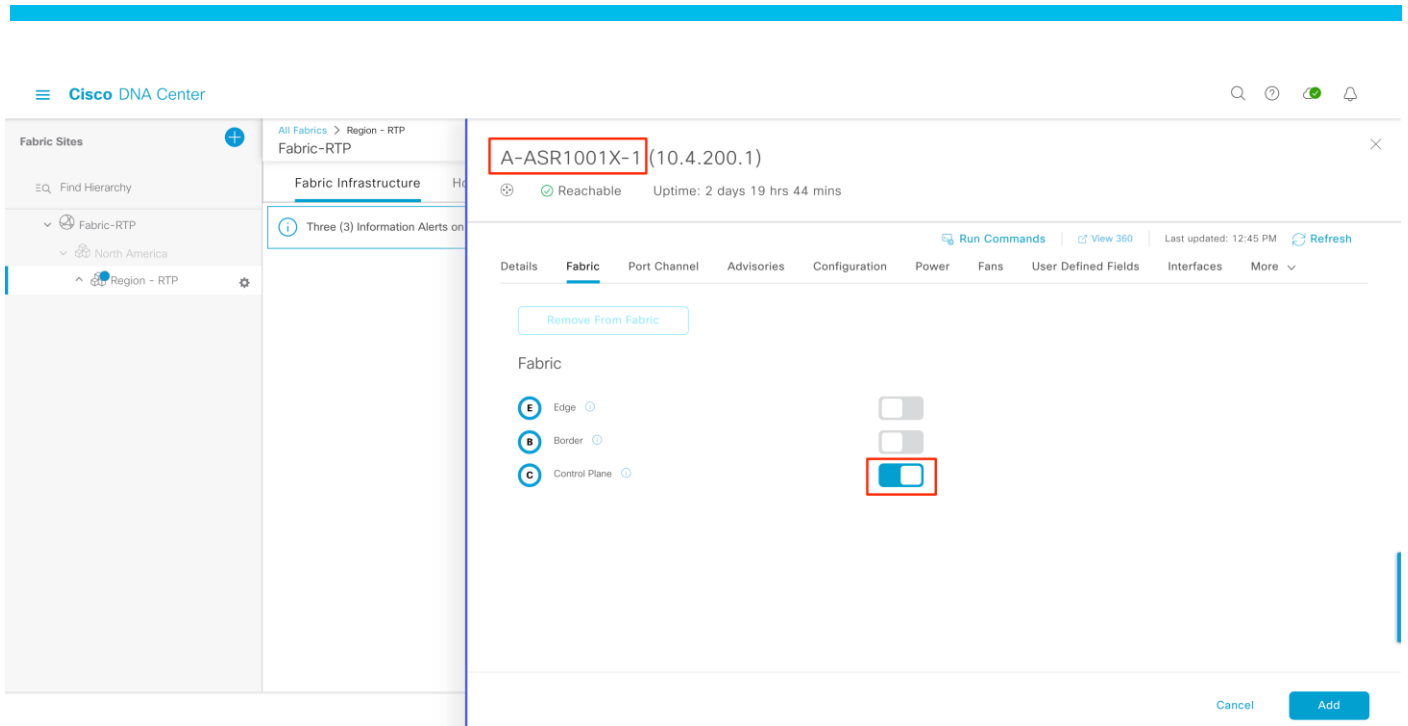 Cisco DNA Center
Fabric Sites
Find Hierarchy
Fabric-RTP
North America
Region - RTP
All Fabrics > Region - RTP
Fabric-RTP
Fabric Infrastructure
Three (3) Information Alerts on
A-ASR1001X-1 (10.4.200.1)
Reachable Uptime: 2 days 19 hrs 44 mins
Run Commands View 360 Last updated: 12:45 PM Refresh
Details Fabric Port Channel Advisories Configuration Power Fans User Defined Fields Interfaces More
Remove From Fabric
Fabric
E Edge
B Border
C Control Plane
Cancel Add